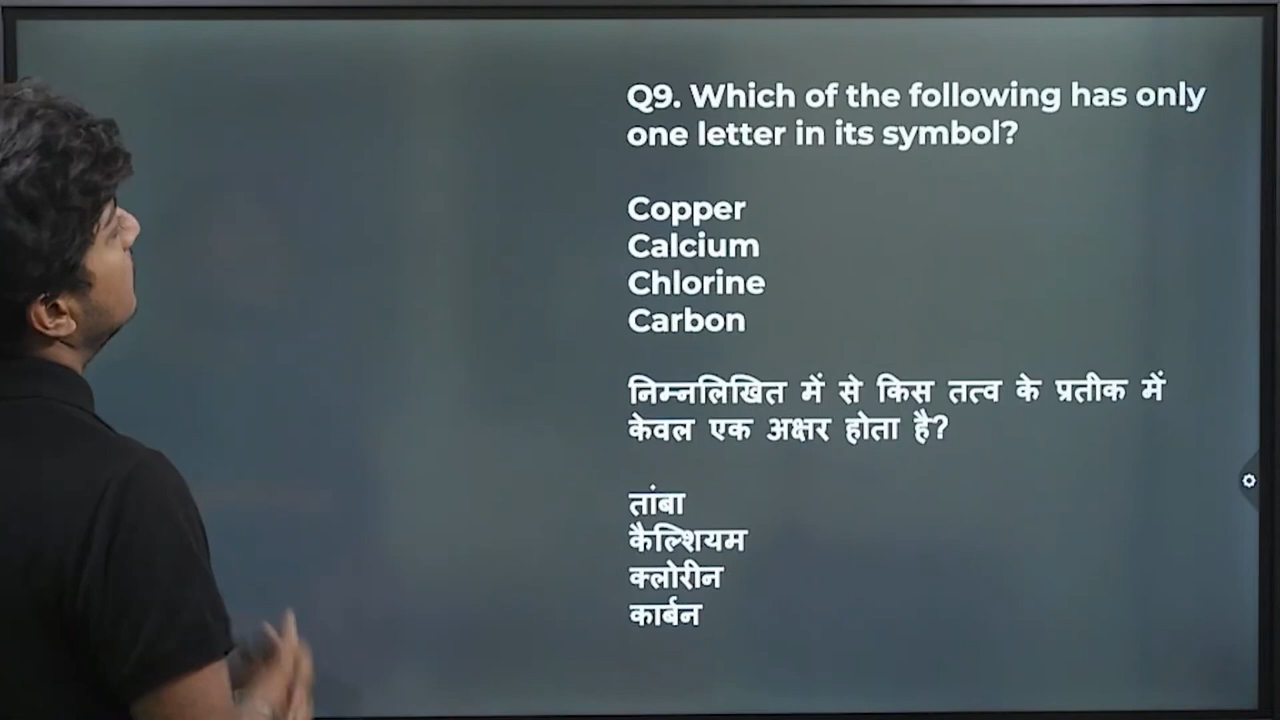 Q9. Which of the following has only
one letter in its symbol?
Copper
Calcium
Chlorine
Carbon
निम्नलिखित में से किस तत्व के प्रतीक में
केवल एक अक्षर होता है?
तांबा
कैल्शियम
क्लोरीन
कार्बन